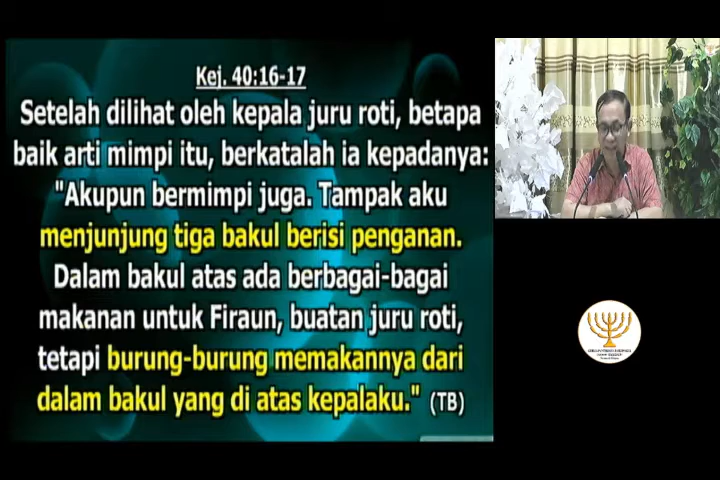 Kej. 40:16-17
Setelah dilihat oleh kepala juru roti, betapa
baik arti mimpi itu, berkatalah ia kepadanya:
"Akupun bermimpi juga. Tampak aku
menjunjung tiga bakul berisi penganan.
Dalam bakul atas ada berbagai-bagai
makanan untuk Firaun, buatan juru roti,
tetapi burung-burung memakannya dari
dalam bakul yang di atas kepalaku." (TB)